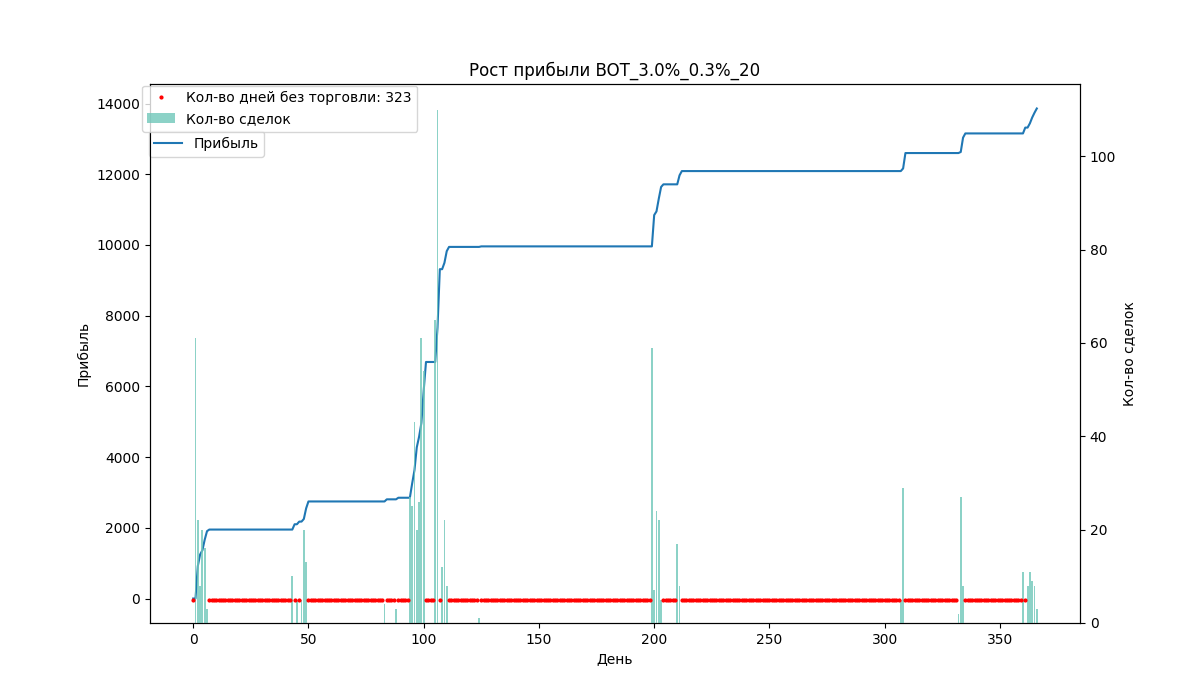 Рост прибыли BOT_3.0%_0.3%_20
Кол-во дней без торговли: 323
Кол-во сделок
Прибыль
14000
12000
10000
8000
6000
4000
2000
0
Прибыль
100
80
60
40
20
0
Кол-во сделок
0 50 100 150 200 250 300 350
День